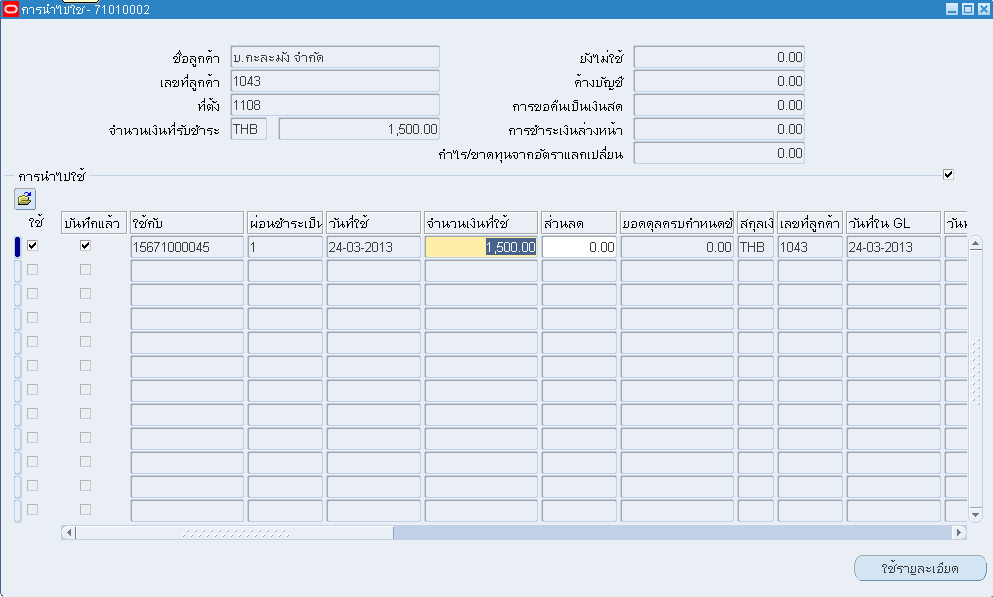 การนำไปใช้ - 71010002
ชื่อลูกค้า บ.กะละมัง จำกัด ยังไม่ใช้ 0.00
เลขที่ลูกค้า 1043 ค้างบัญชี 0.00
ที่ตั้ง 1108 การขอคืนเป็นเงินสด 0.00
จำนวนเงินที่รับชำระ THB 1,500.00 การชำระเงินล่วงหน้า 0.00
กำไร/ขาดทุนจากอัตราแลกเปลี่ยน 0.00
การนำไปใช้
ใช้ บันทึกแล้ว ใช้กับ ผ่อนชำระเป็น วันที่ใช้ จำนวนเงินที่ใช้ ส่วนลด ยอดดุลครบกำหนดชำ สกุลเงิ เลขที่ลูกค้า วันที่ใน GL วันท
15671000045 1 24-03-2013 1,500.00 0.00 0.00 THB 1043 24-03-2013
ใช้รายละเอียด